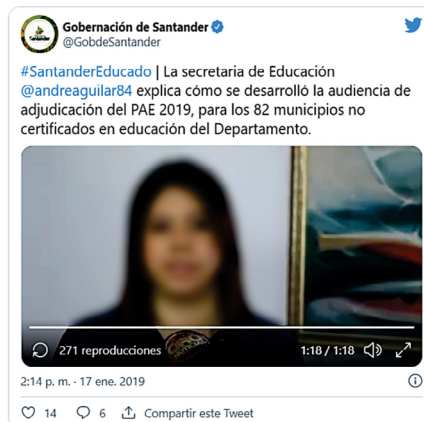 Gobernación de Santander
@GobdeSantander
#SantanderEducado | La secretaria de Educación
@andreaguilar84 explica cómo se desarrolló la audiencia de
adjudicación del PAE 2019, para los 82 municipios no
certificados en educación del Departamento.
271 reproducciones
1:18 / 1:18
2:14 p. m. · 17 ene. 2019
14
6
Compartir este Tweet